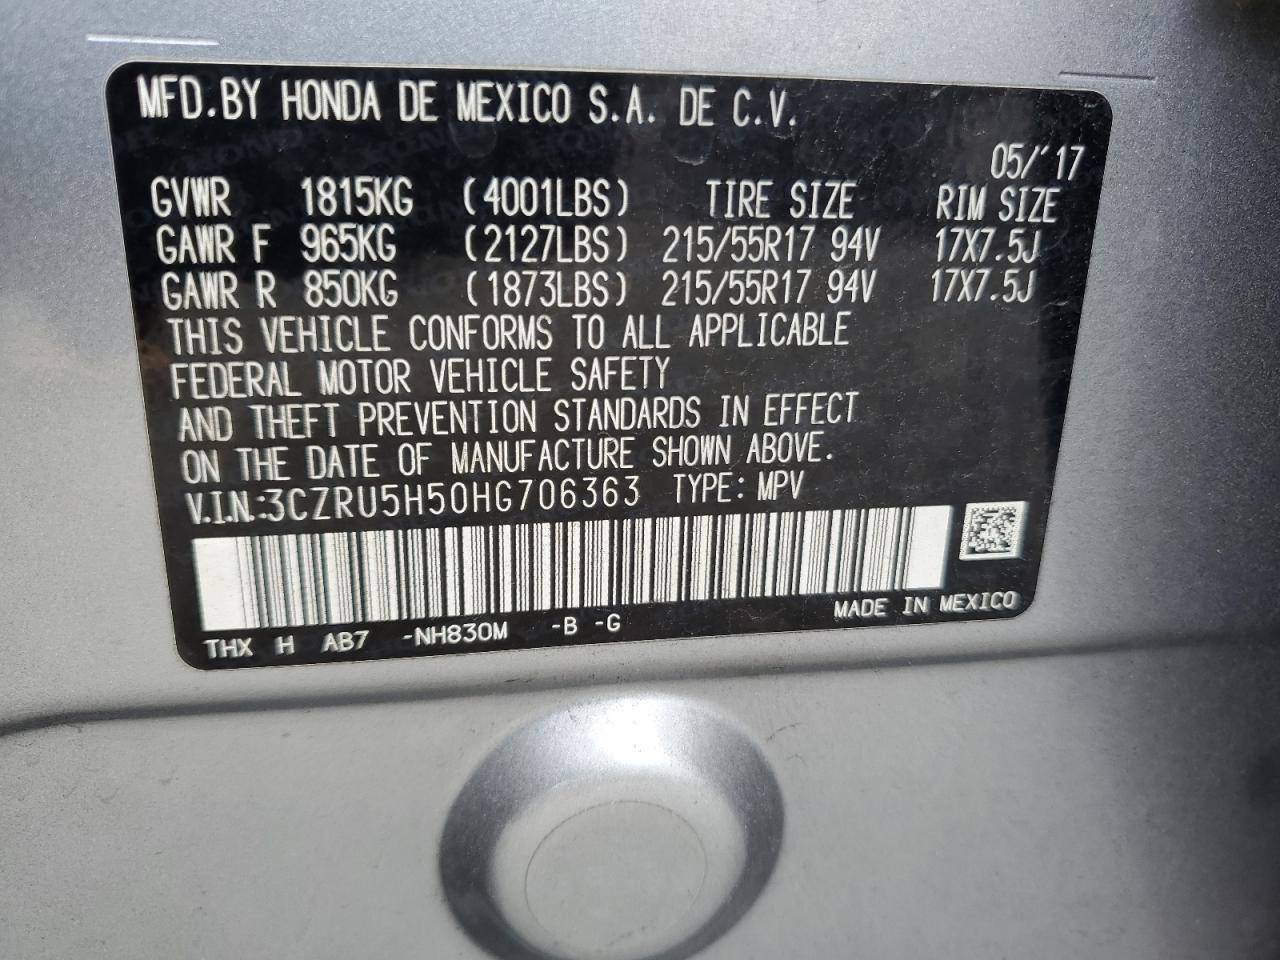 MFD.BY HONDA DE MEXICO S.A. DE C.V.
05/'17
GVWR 1815KG (4001LBS) TIRE SIZE RIM SIZE
GAWR F 965KG (2127LBS) 215/55R17 94V 17X7.5J
GAWR R 850KG (1873LBS) 215/55R17 94V 17X7.5J
THIS VEHICLE CONFORMS TO ALL APPLICABLE
FEDERAL MOTOR VEHICLE SAFETY
AND THEFT PREVENTION STANDARDS IN EFFECT
ON THE DATE OF MANUFACTURE SHOWN ABOVE.
V.I.N.:3CZRU5H50HG706363 TYPE: MPV
MADE IN MEXICO
THX H AB7 -NH830M -B -G